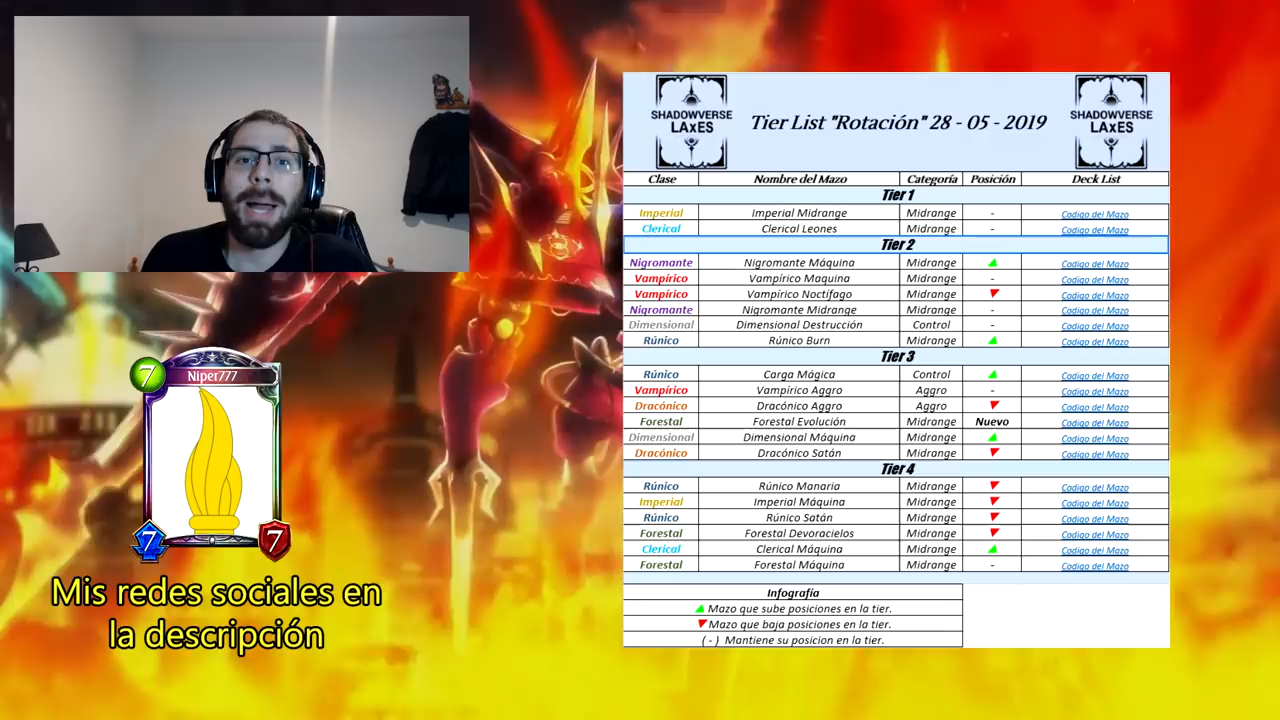 SHADOWVERSE
LAxES
Tier List "Rotación" 28 - 05 - 2019
SHADOWVERSE
LAxES
Clase Nombre del Mazo Categoría Posición Deck List
Tier 1
Imperial Imperial Midrange Midrange - Codigo del Mazo
Clerical Clerical Leones Midrange - Codigo del Mazo
Tier 2
Nigromante Nigromante Máquina Midrange Codigo del Mazo
Vampírico Vampírico Maquina Midrange - Codigo del Mazo
Vampírico Vampírico Noctífago Midrange Codigo del Mazo
Nigromante Nigromante Midrange Midrange - Codigo del Mazo
Dimensional Dimensional Destrucción Control - Codigo del Mazo
Rúnico Rúnico Burn Midrange Codigo del Mazo
Tier 3
Rúnico Carga Mágica Control Codigo del Mazo
Vampírico Vampírico Aggro Aggro - Codigo del Mazo
Dracónico Dracónico Aggro Aggro Codigo del Mazo
Forestal Forestal Evolución Midrange Nuevo Codigo del Mazo
Dimensional Dimensional Máquina Midrange Codigo del Mazo
Dracónico Dracónico Satán Midrange Codigo del Mazo
Tier 4
Rúnico Rúnico Manaria Midrange Codigo del Mazo
Imperial Imperial Máquina Midrange Codigo del Mazo
Rúnico Rúnico Satán Midrange Codigo del Mazo
Forestal Forestal Devoracielos Midrange Codigo del Mazo
Clerical Clerical Máquina Midrange Codigo del Mazo
Forestal Forestal Máquina Midrange - Codigo del Mazo
Infografía
Mazo que sube posiciones en la tier.
Mazo que baja posiciones en la tier.
( - ) Mantiene su posicion en la tier.
7
Niper777
7
7
Mis redes sociales en
la descripción